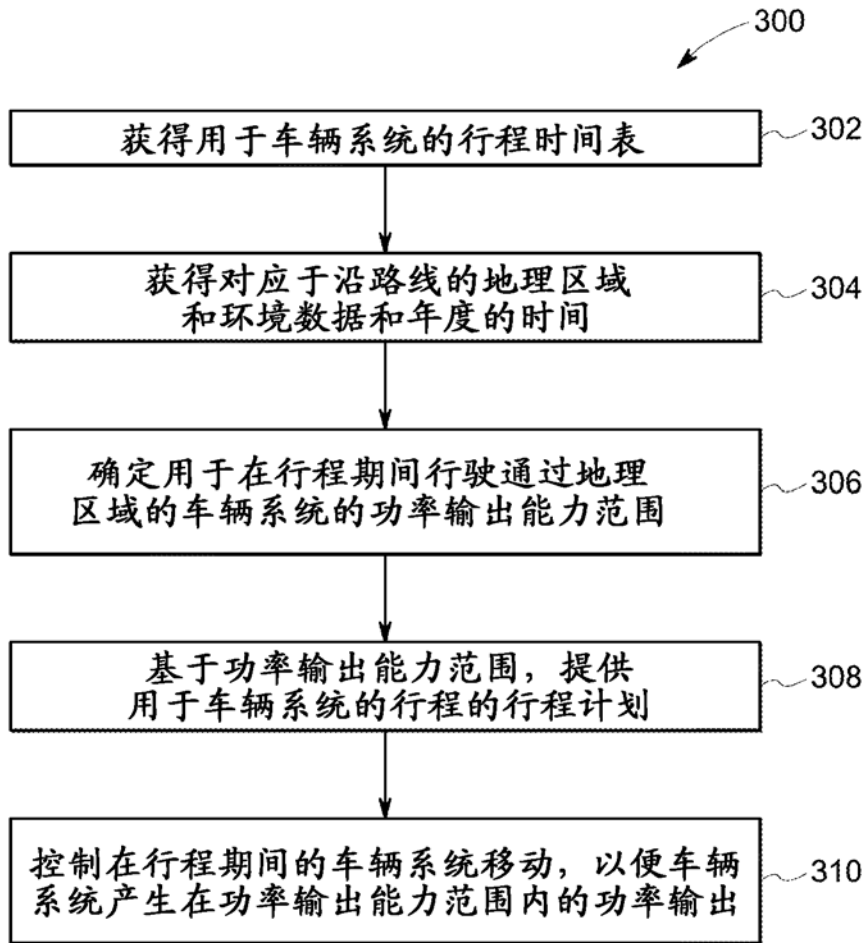 300
获得用于车辆系统的行程时间表
302
获得对应于沿路线的地理区域
和环境数据和年度的时间
304
确定用于在行程期间行驶通过地理
区域的车辆系统的功率输出能力范围
306
基于功率输出能力范围，提供
用于车辆系统的行程的行程计划
308
控制在行程期间的车辆系统移动，以便车辆
系统产生在功率输出能力范围内的功率输出
310